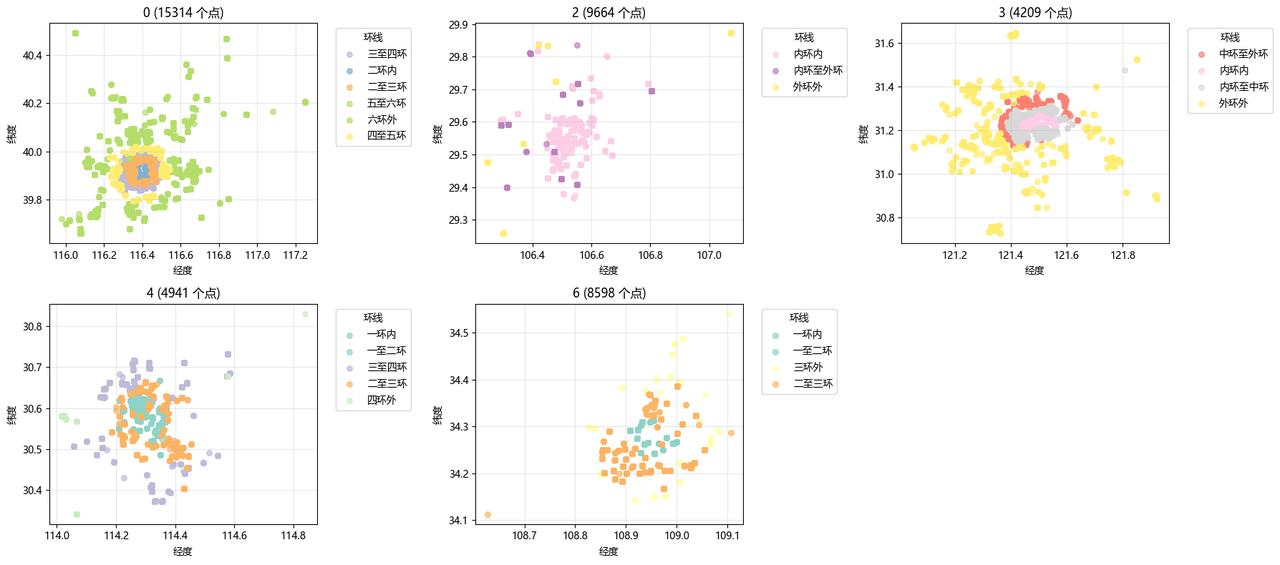 0 (15314 个点)
40.4
40.2
40.0
39.8
116.0
116.2
116.4
116.6
116.8
117.0
117.2
纬度
经度
环线
三至四环
二环内
二至三环
五至六环
六环外
四至五环
2 (9664 个点)
29.9
29.8
29.7
29.6
29.5
29.4
29.3
106.4
106.6
106.8
107.0
纬度
经度
环线
内环内
内环至外环
外环外
3 (4209 个点)
31.6
31.4
31.2
31.0
30.8
121.2
121.4
121.6
121.8
纬度
经度
环线
中环至外环
内环内
内环至中环
外环外
4 (4941 个点)
30.8
30.7
30.6
30.5
30.4
114.0
114.2
114.4
114.6
114.8
纬度
经度
环线
一环内
一至二环
三至四环
二至三环
四环外
6 (8598 个点)
34.5
34.4
34.3
34.2
34.1
108.7
108.8
108.9
109.0
109.1
纬度
经度
环线
一环内
一至二环
三环外
二至三环